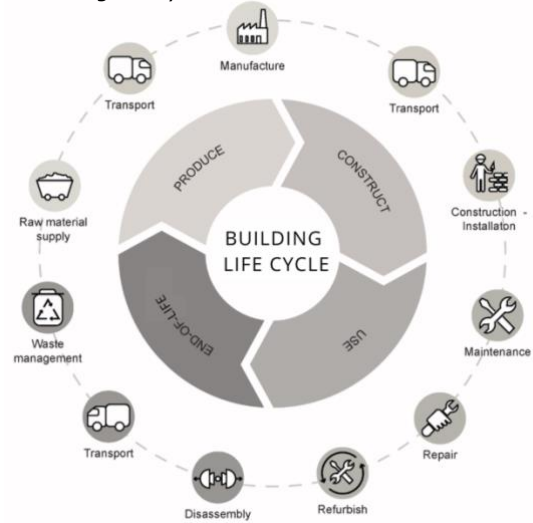 Manufacture
Transport
Transport
PRODUCE
CONSTRUCT
Raw material
supply
Construction -
Installaton
BUILDING
LIFE CYCLE
END-OF-LIFE
USE
Waste
management
Maintenance
Transport
Repair
Disassembly
Refurbish